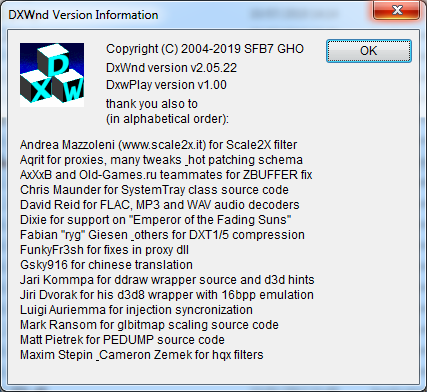 DXWnd Version Information
Copyright (C) 2004-2019 SFB7 GHO
OK
DxWnd version v2.05.22
DxwPlay version v1.00
thank you also to
(in alphabetical order):
Andrea Mazzoleni (www.scale2x.it) for Scale2X filter
Aqrit for proxies, many tweaks _hot patching schema
AxXxB and Old-Games.ru teammates for ZBUFFER fix
Chris Maunder for SystemTray class source code
David Reid for FLAC, MP3 and WAV audio decoders
Dixie for support on "Emperor of the Fading Suns"
Fabian "ryg" Giesen _others for DXT1/5 compression
FunkyFr3sh for fixes in proxy dll
Gsky916 for chinese translation
Jari Kommpa for ddraw wrapper source and d3d hints
Jiri Dvorak for his d3d8 wrapper with 16bpp emulation
Luigi Auriemma for injection syncronization
Mark Ransom for glbitmap scaling source code
Matt Pietrek for PEDUMP source code
Maxim Stepin _Cameron Zemek for hqx filters
DXW